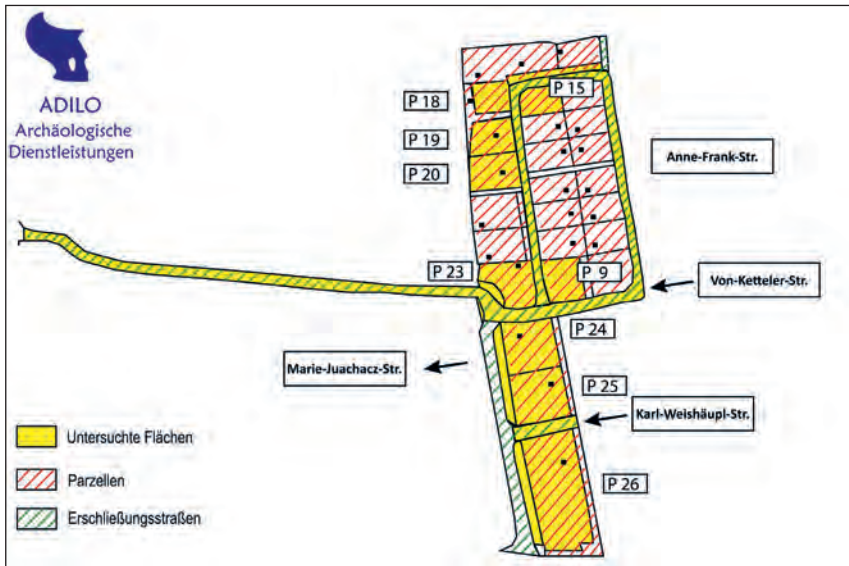 ADILO
Archäologische
Dienstleistungen
P 18
P 15
P 19
P 20
Anne-Frank-Str.
P 23
P 9
Von-Ketteler-Str.
P 24
Marie-Juachacz-Str.
P 25
Karl-Weishäupl-Str.
P 26
Untersuchte Flächen
Parzellen
Erschließungsstraßen